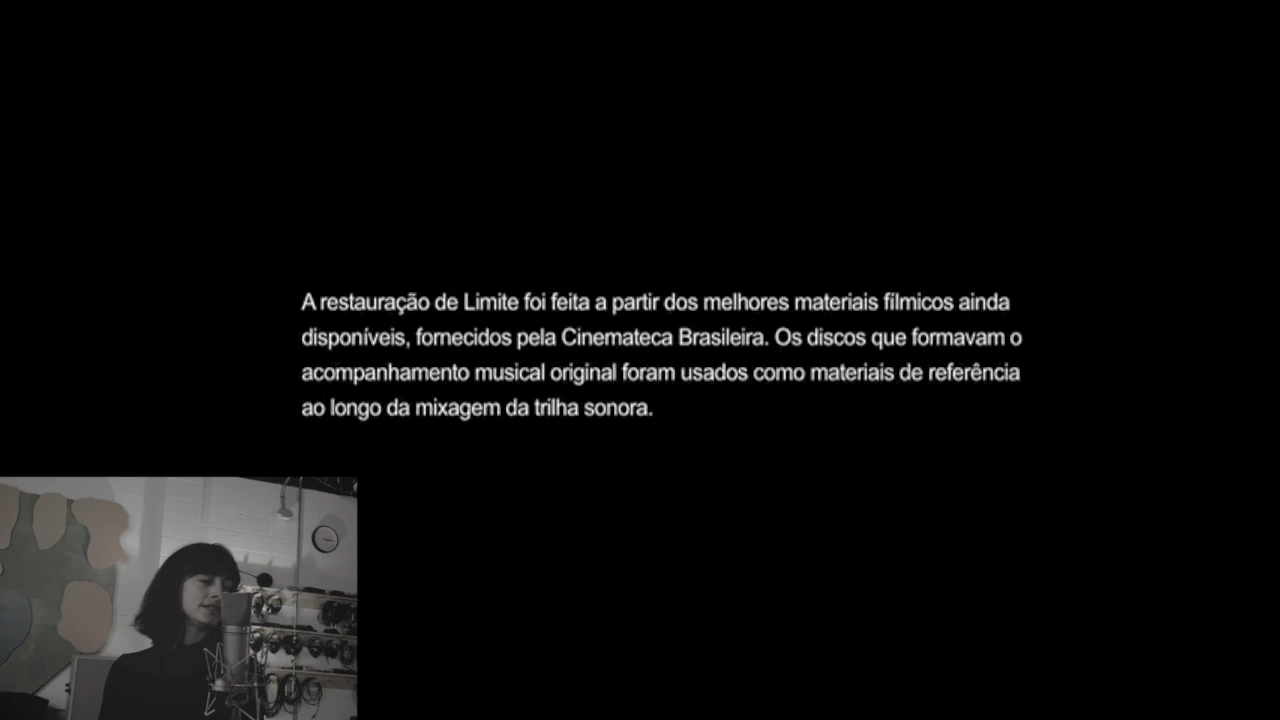 A restauração de Limite foi feita a partir dos melhores materiais fílmicos ainda
disponíveis, fornecidos pela Cinemateca Brasileira. Os discos que formavam o
acompanhamento musical original foram usados como materiais de referência
ao longo da mixagem da trilha sonora.